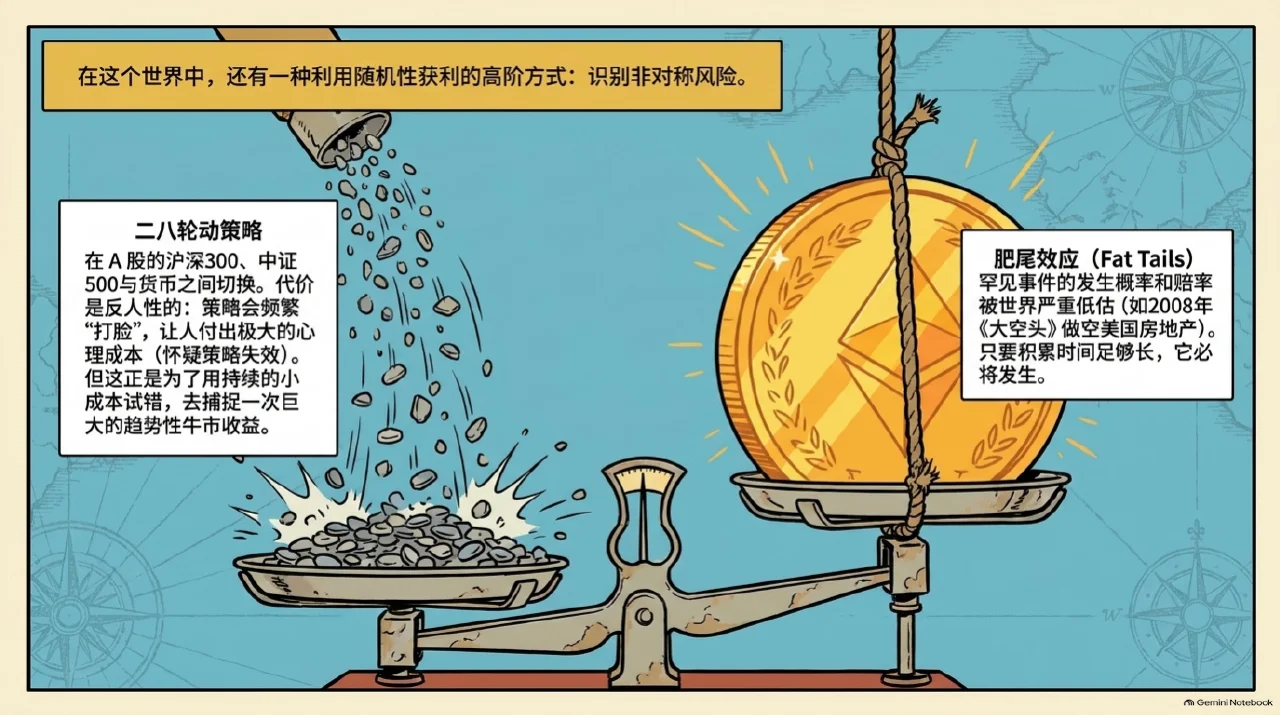 在这个世界中，还有一种利用随机性获利的高阶方式：识别非对称风险。
二八轮动策略
在 A 股的沪深300、中证
500与货币之间切换。代价
是反人性的：策略会频繁
“打脸”，让人付出极大的心
理成本（怀疑策略失效）。
但这正是为了用持续的小
成本试错，去捕捉一次巨
大的趋势性牛市收益。
肥尾效应（Fat Tails）
罕见事件的发生概率和赔率
被世界严重低估（如2008年
《大空头》做空美国房地产）。
只要积累时间足够长，它必
将发生。
W
S
W
Gemini Notebook